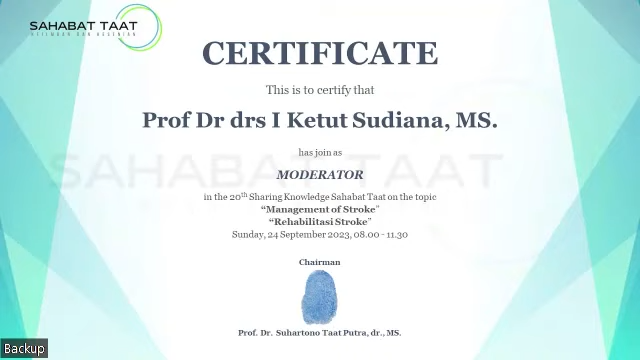 SAHABAT TAAT
CERTIFICATE
This is to certify that
Prof Dr drs I Ketut Sudiana, MS.
has join as
SAHABAT TAAT
MODERATOR
in the 20th Sharing Knowledge Sahabat Taat on the topic
“Management of Stroke”
“Rehabilitasi Stroke”
Sunday, 24 September 2023, 08.00 - 11.30
Chairman
Prof. Dr. Suhartono Taat Putra, dr., MS.
Backup